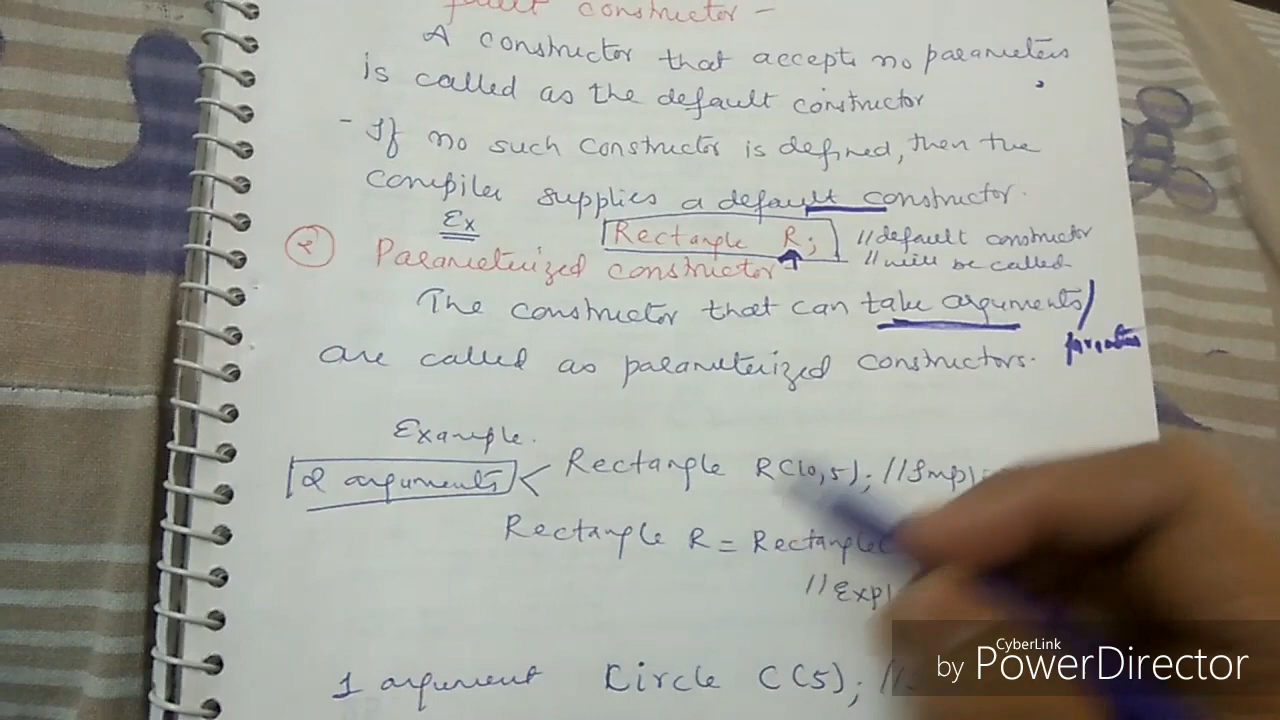 fault constructor -
A constructor that accepts no parameters
is called as the default constructor
- If no such constructor is defined, then the
compiler supplies a default constructor.
Ex
Rectangle R; //default constructor
//will be called
② Parameterized constructor
The constructor that can take arguments/
are called as parameterized constructors.
Example.
2 arguments < Rectangle R(10,5); //Impl
Rectangle R = Rectangle(
//Expl
1 argument Circle C(5); //
CyberLink
by PowerDirector